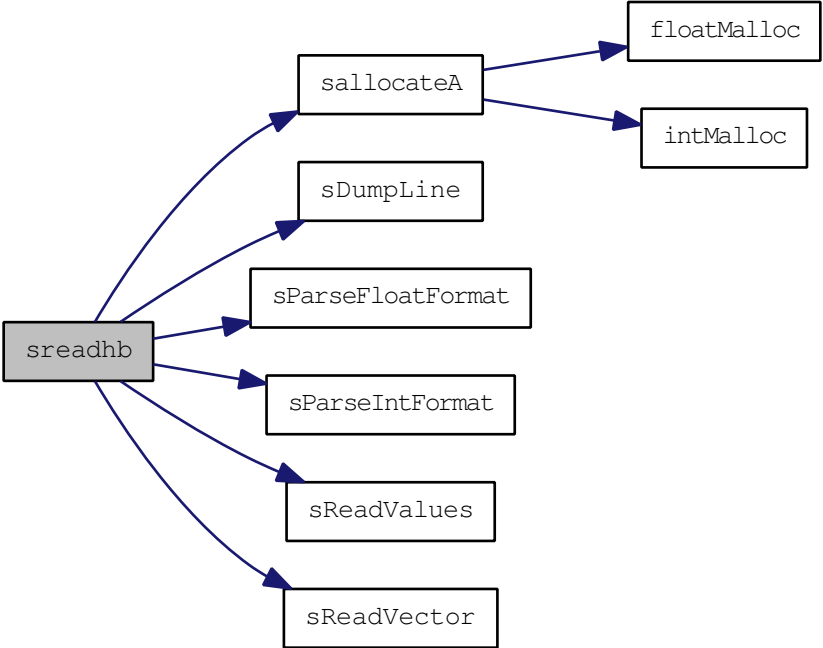 floatMalloc
sallocateA
intMalloc
sDumpLine
sParseFloatFormat
sreadhb
sParseIntFormat
sReadValues
sReadVector